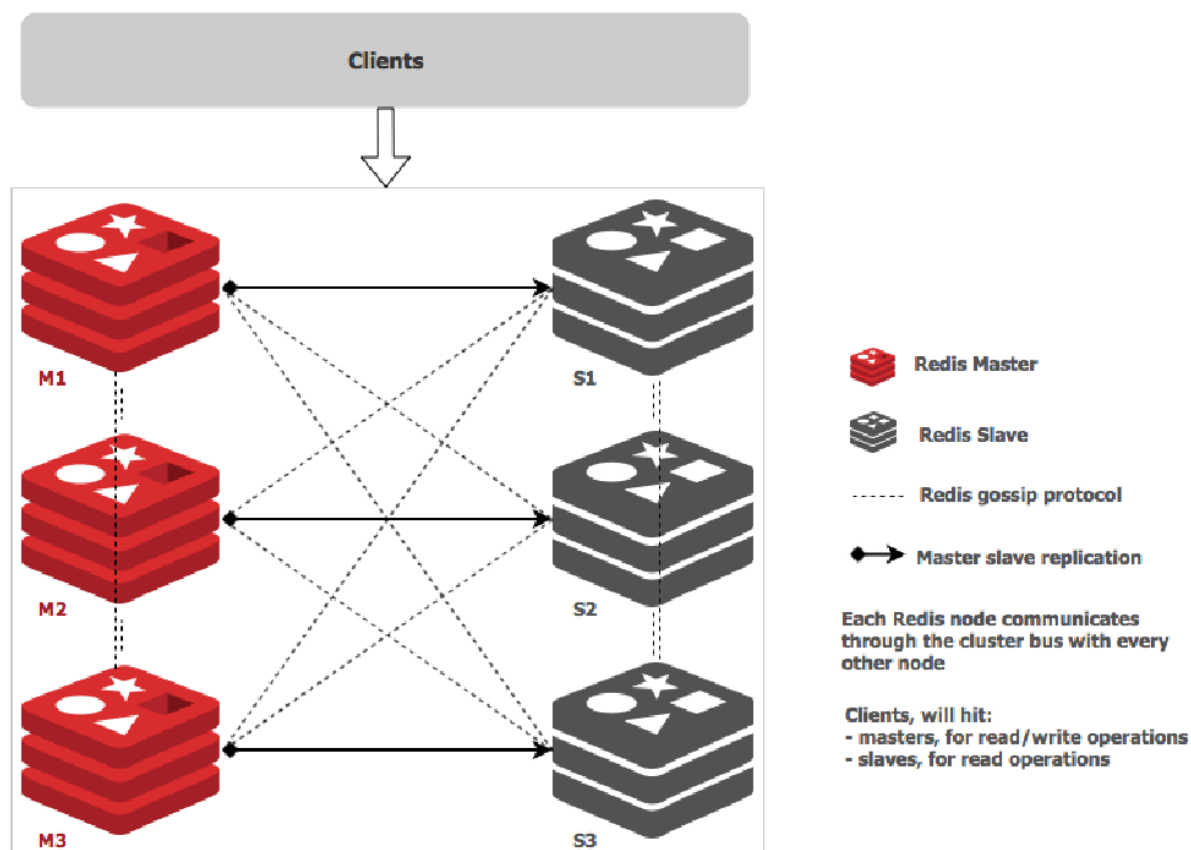 Clients
M1
S1
M2
S2
M3
S3
Redis Master
Redis Slave
Redis gossip protocol
Master slave replication
Each Redis node communicates
through the cluster bus with every
other node
Clients, will hit:
- masters, for read/write operations
- slaves, for read operations